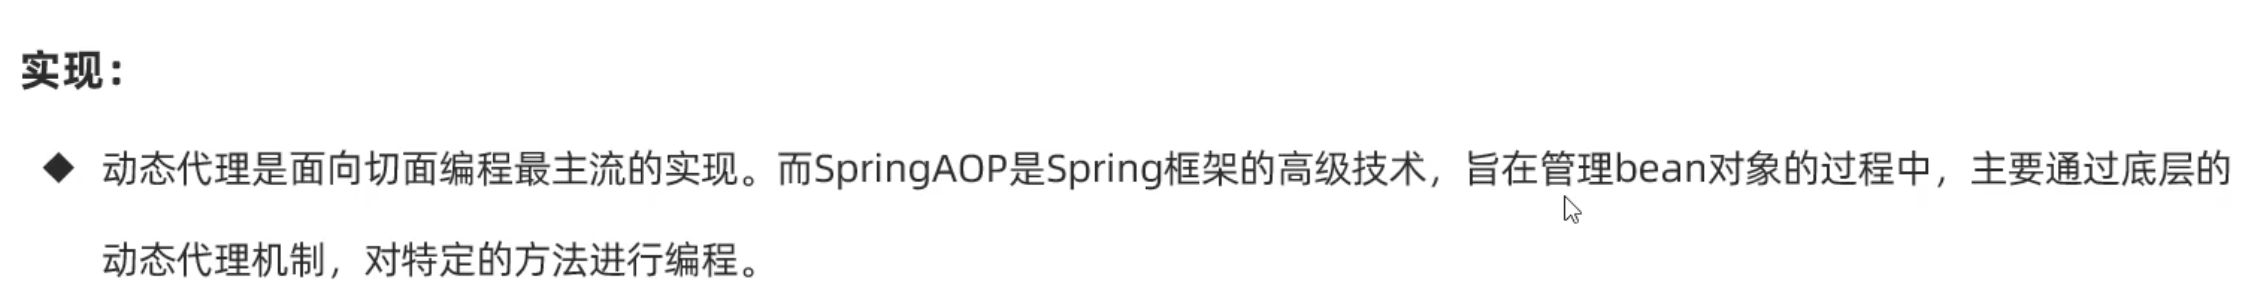 实现：
◆ 动态代理是面向切面编程最主流的实现。而SpringAOP是Spring框架的高级技术，旨在管理bean对象的过程中，主要通过底层的
动态代理机制，对特定的方法进行编程。